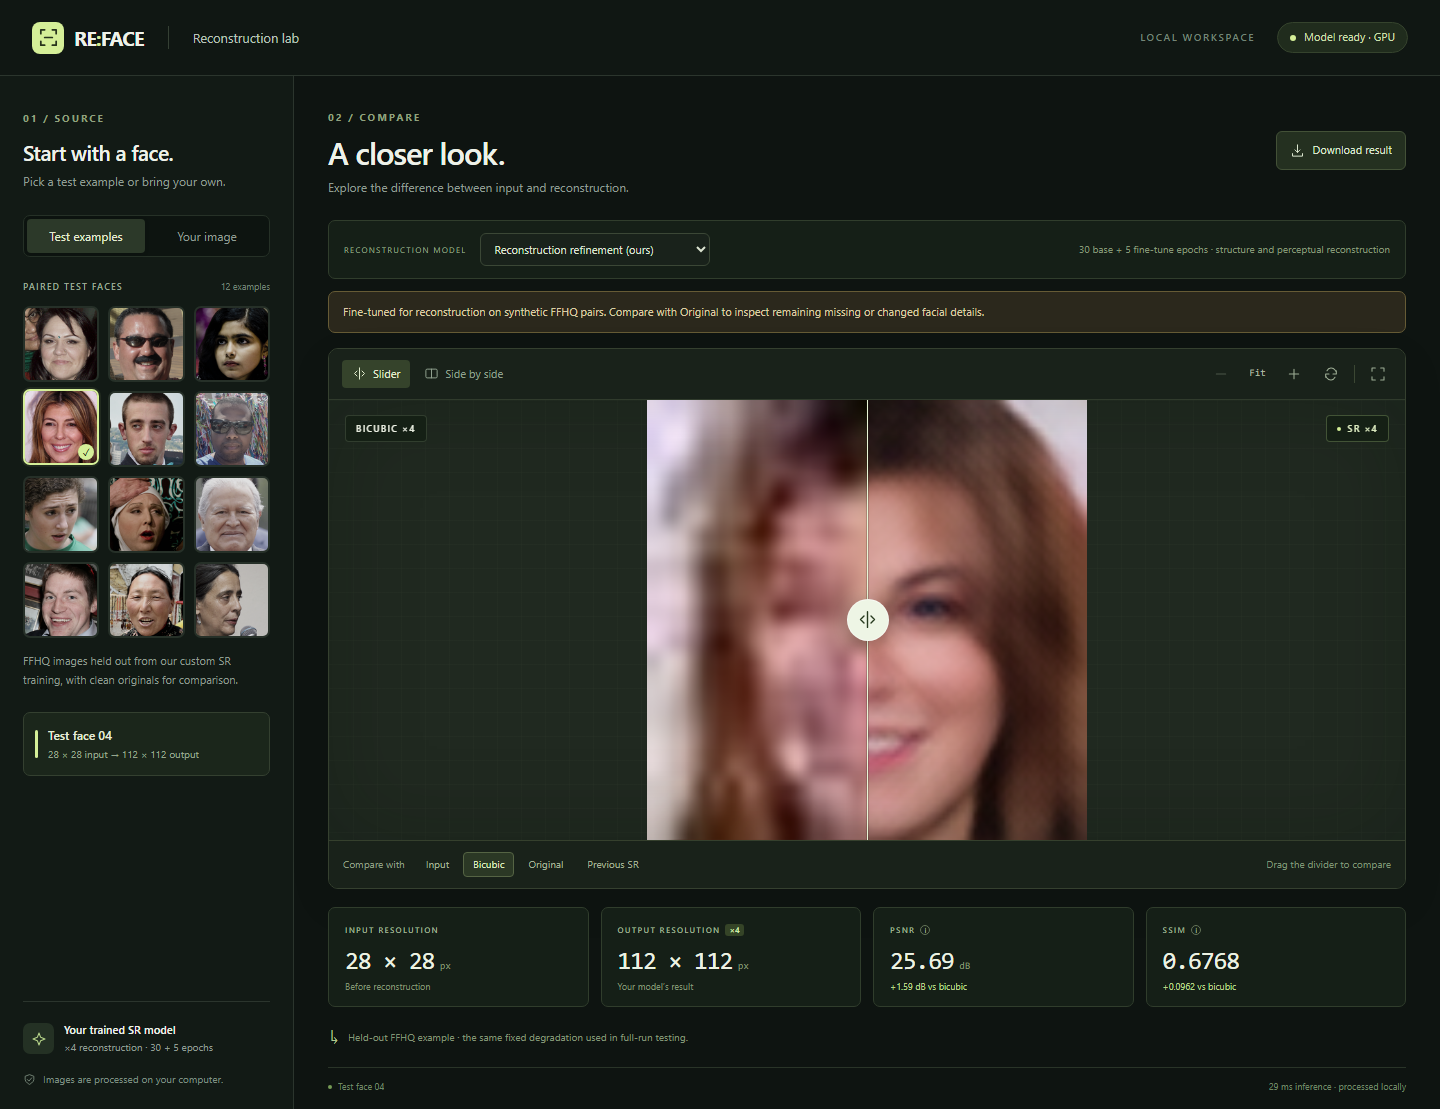 RE:FACE
Reconstruction lab
LOCAL WORKSPACE
Model ready · GPU
01 / SOURCE
Start with a face.
Pick a test example or bring your own.
Test examples
Your image
PAIRED TEST FACES
12 examples
FFHQ images held out from our custom SR
training, with clean originals for comparison.
Test face 04
28 × 28 input → 112 × 112 output
Your trained SR model
×4 reconstruction · 30 + 5 epochs
Images are processed on your computer.
02 / COMPARE
A closer look.
Explore the difference between input and reconstruction.
Download result
RECONSTRUCTION MODEL
Reconstruction refinement (ours)
30 base + 5 fine-tune epochs · structure and perceptual reconstruction
Fine-tuned for reconstruction on synthetic FFHQ pairs. Compare with Original to inspect remaining missing or changed facial details.
Slider
Side by side
Fit
BICUBIC ×4
SR ×4
Compare with
Input
Bicubic
Original
Previous SR
Drag the divider to compare
INPUT RESOLUTION
28 × 28 px
Before reconstruction
OUTPUT RESOLUTION ×4
112 × 112 px
Your model's result
PSNR
25.69 dB
+1.59 dB vs bicubic
SSIM
0.6768
+0.0962 vs bicubic
Held-out FFHQ example · the same fixed degradation used in full-run testing.
Test face 04
29 ms inference · processed locally